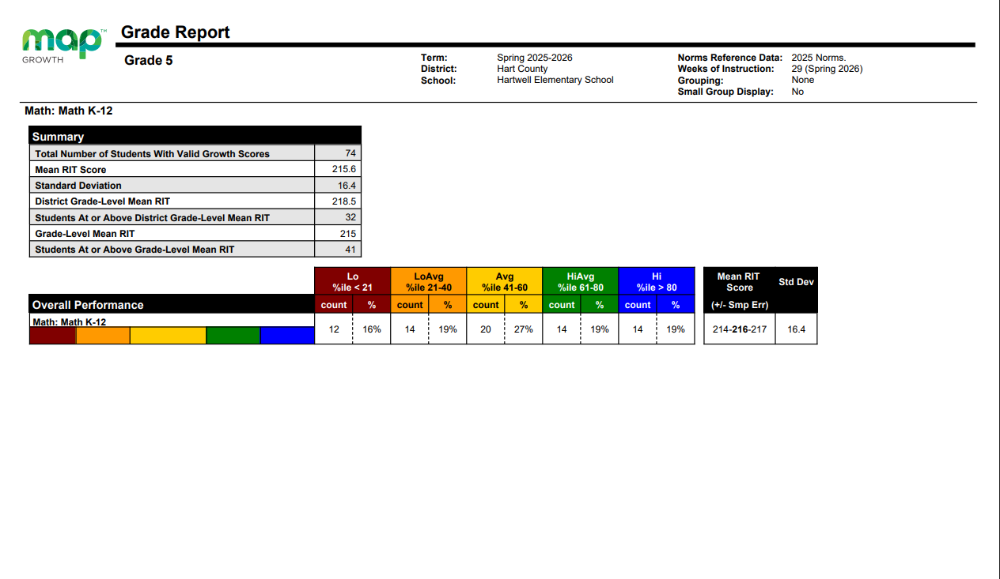 map™
GROWTH
Grade Report
Grade 5
Term: Spring 2025-2026
District: Hart County
School: Hartwell Elementary School
Norms Reference Data: 2025 Norms.
Weeks of Instruction: 29 (Spring 2026)
Grouping: None
Small Group Display: No
Math: Math K-12
Summary
Total Number of Students With Valid Growth Scores 74
Mean RIT Score 215.6
Standard Deviation 16.4
District Grade-Level Mean RIT 218.5
Students At or Above District Grade-Level Mean RIT 32
Grade-Level Mean RIT 215
Students At or Above Grade-Level Mean RIT 41
Lo LoAvg Avg HiAvg Hi Mean RIT Score Std Dev
%ile < 21 %ile 21-40 %ile 41-60 %ile 61-80 %ile > 80
Overall Performance count % count % count % count % count % (+/- Smp Err)
Math: Math K-12
12 16% 14 19% 20 27% 14 19% 14 19% 214-216-217 16.4